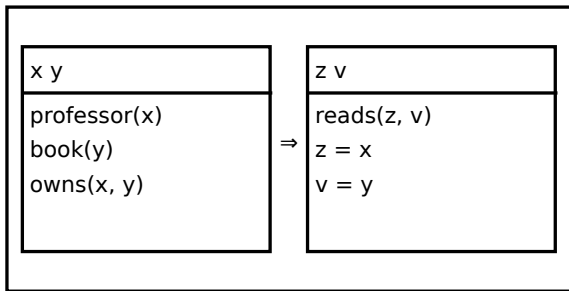 x y
professor(x)
book(y)
owns(x, y)
⇒
z v
reads(z, v)
z = x
v = y